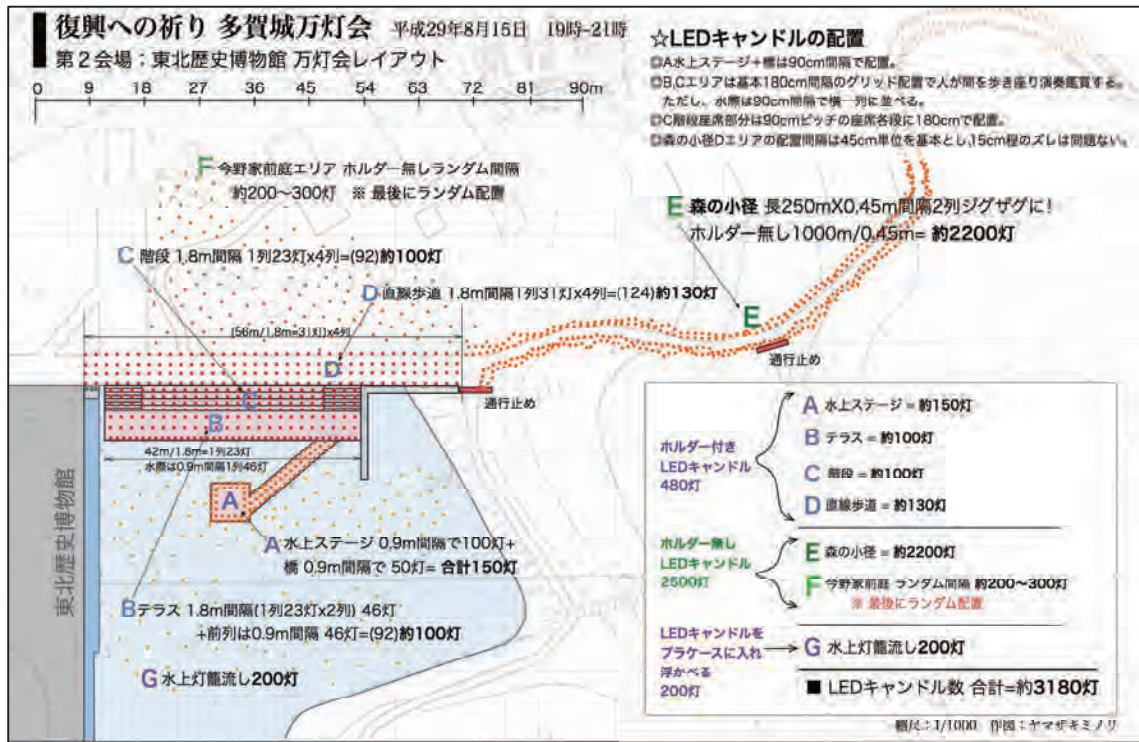 復興への祈り 多賀城万灯会 平成29年8月15日 19時-21時
第2会場：東北歴史博物館 万灯会レイアウト
0 9 18 27 36 45 54 63 72 81 90m
☆LEDキャンドルの配置
◎A水上ステージ+橋は90cm間隔で配置。
◎B,Cエリアは基本180cm間隔のグリッド配置で人が間を歩き座り演奏鑑賞する。
ただし、水際は90cm間隔で横一列に並べる。
◎C階段座席部分は90cmピッチの座席各段に180cmで配置。
◎森の小径Dエリアの配置間隔は45cm単位を基本とし、15cm程のズレは問題ない。
F 今野家前庭エリア ホルダー無しランダム間隔
約200〜300灯 ※ 最後にランダム配置
E 森の小径 長250mX0.45m間隔2列ジグザグに！
ホルダー無し1000m/0.45m= 約2200灯
C 階段 1.8m間隔 1列23灯x4列=(92)約100灯
D 直線歩道 1.8m間隔1列31灯x4列=(124)約130灯
(56m/1.8m=31灯)x4列
E
通行止め
D
C
通行止め
B
42m/1.8m=1列23灯
水際は0.9m間隔1列46灯
A
A 水上ステージ 0.9m間隔で100灯+
橋 0.9m間隔で 50灯= 合計150灯
B テラス 1.8m間隔(1列23灯x2列) 46灯
+前列は0.9m間隔 46灯=(92)約100灯
G 水上灯籠流し200灯
東北歴史博物館
ホルダー付き
LEDキャンドル
480灯
A 水上ステージ = 約150灯
B テラス = 約100灯
C 階段 = 約100灯
D 直線歩道 = 約130灯
ホルダー無し
LEDキャンドル
2500灯
E 森の小径 = 約2200灯
F 今野家前庭 ランダム間隔 約200〜300灯
※ 最後にランダム配置
LEDキャンドルを
プラケースに入れ
浮かべる
200灯
G 水上灯籠流し200灯
■ LEDキャンドル数 合計=約3180灯
縮尺：1/1000 作図：ヤマザキミノリ